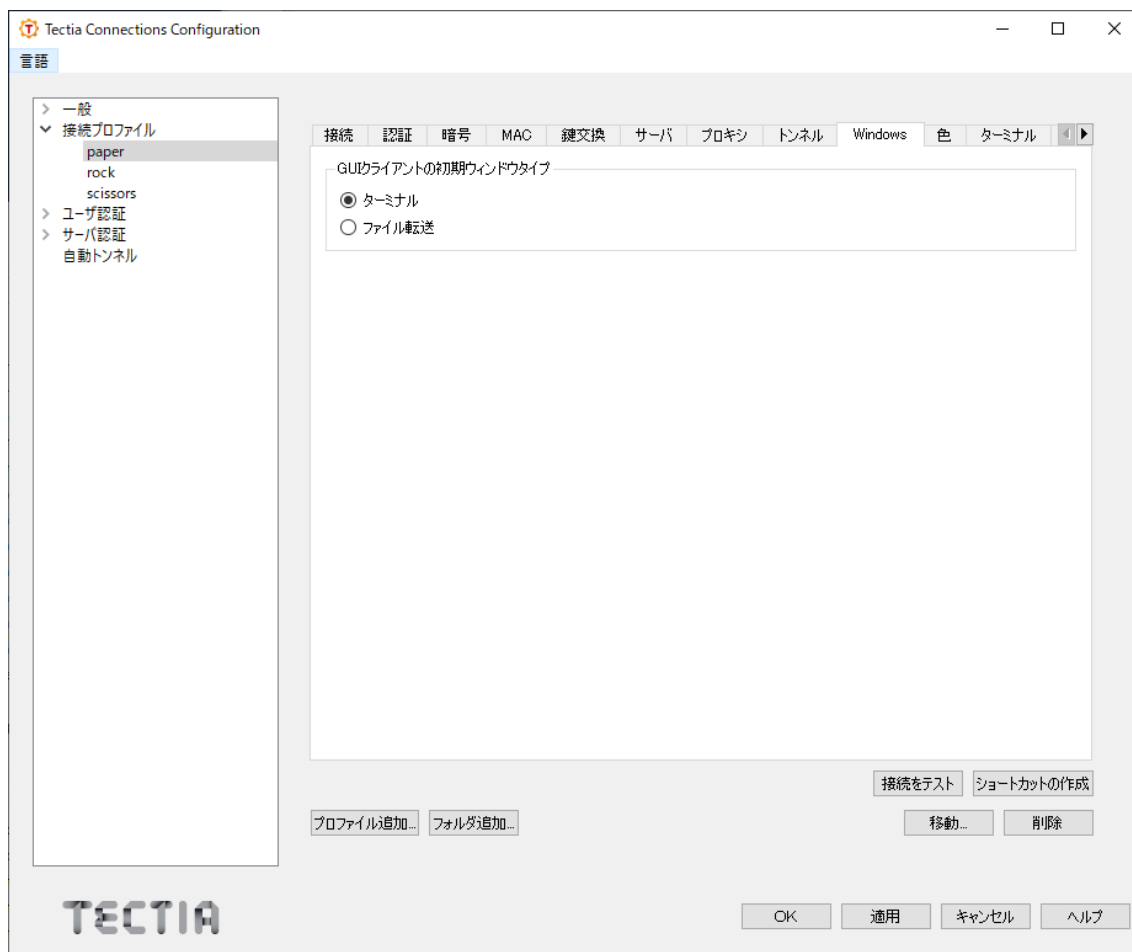 Tectia Connections Configuration
言語
一般
接続プロファイル
paper
rock
scissors
ユーザ認証
サーバ認証
自動トンネル
接続 認証 暗号 MAC 鍵交換 サーバ プロキシ トンネル Windows 色 ターミナル
GUIクライアントの初期ウィンドウタイプ
ターミナル
ファイル転送
接続をテスト ショートカットの作成
プロファイル追加... フォルダ追加... 移動... 削除
TECTIA
OK 適用 キャンセル ヘルプ